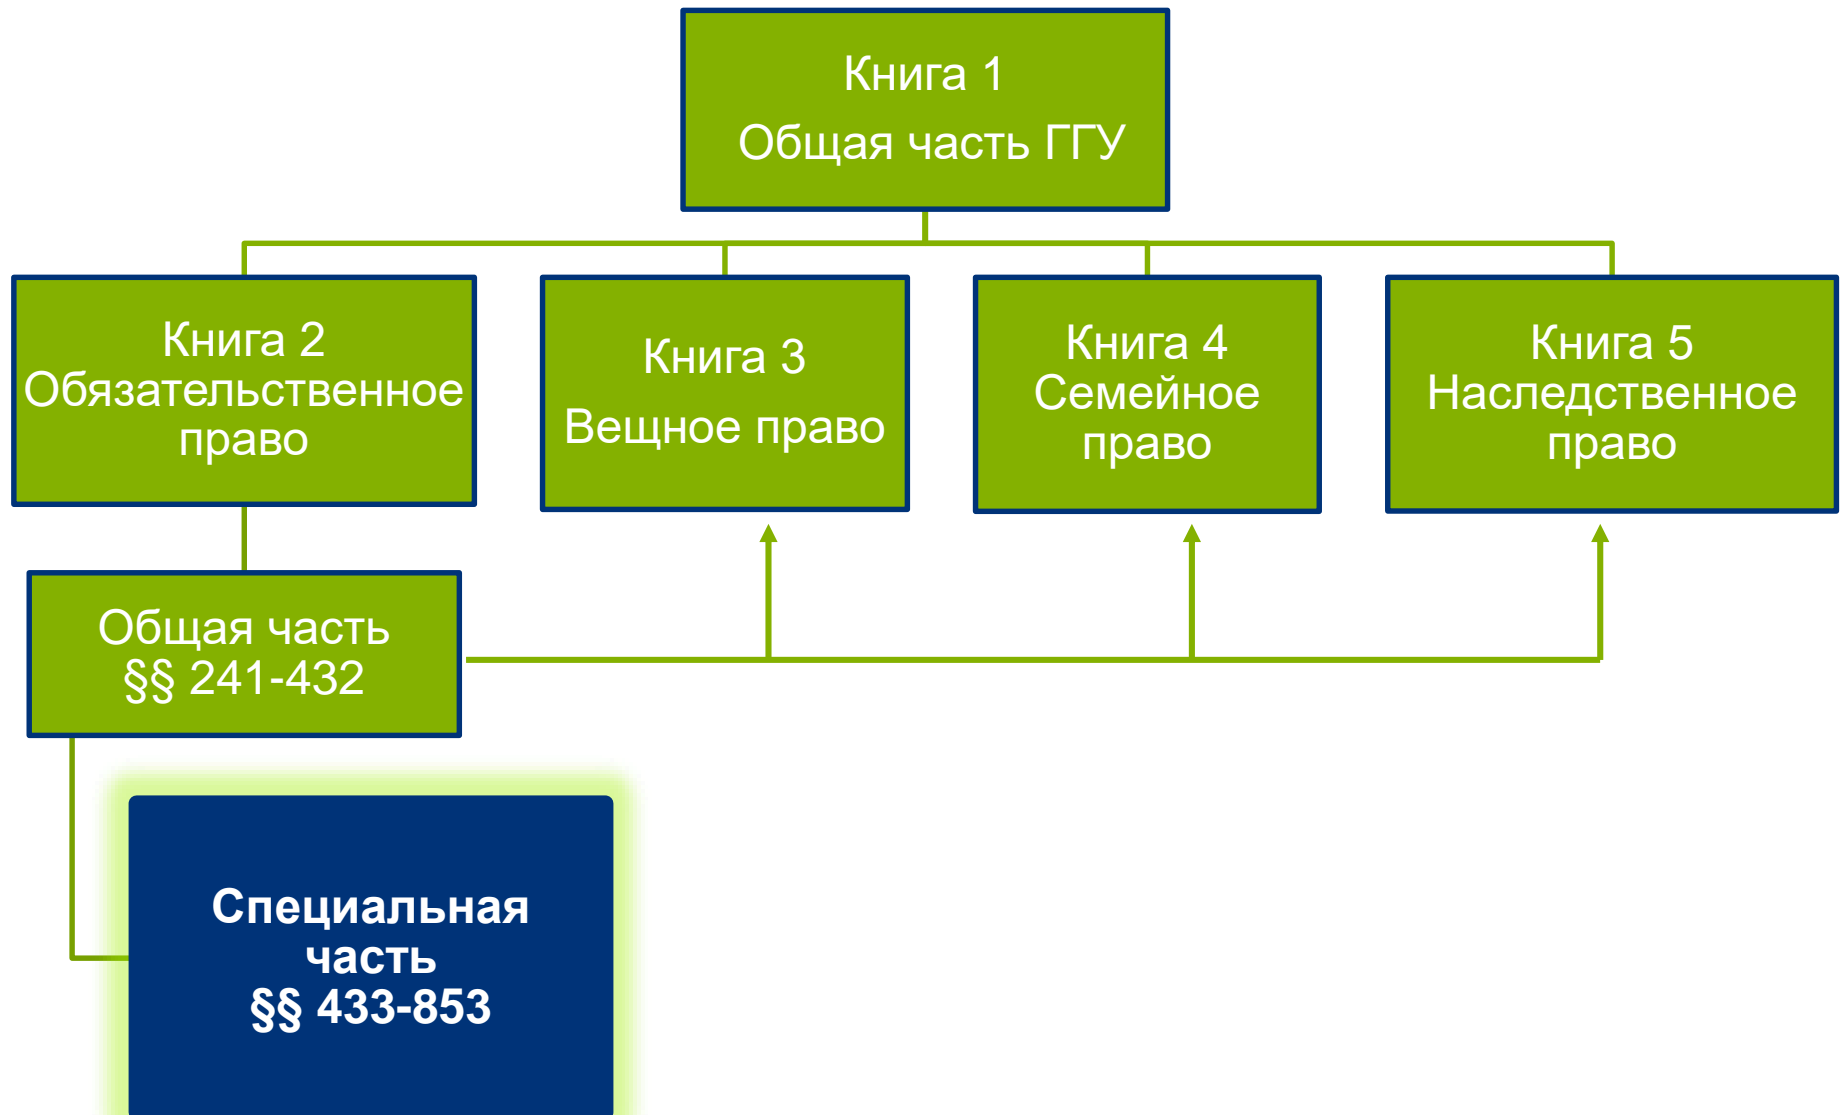 Книга 1
Общая часть ГГУ
Книга 2
Обязательственное
право
Книга 3
Вещное право
Книга 4
Семейное
право
Книга 5
Наследственное
право
Общая часть
§§ 241-432
Специальная
часть
§§ 433-853